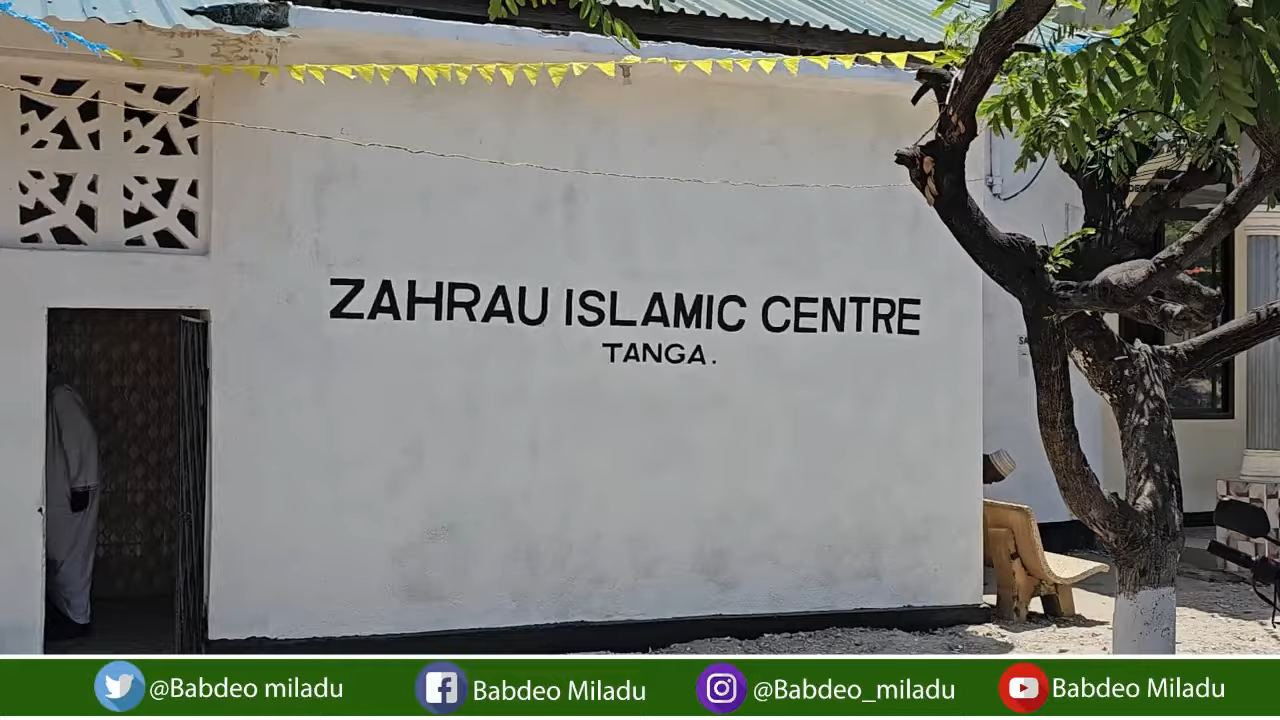 ZAHRAU ISLAMIC CENTRE
TANGA.
@Babdeo miladu
Babdeo Miladu
@Babdeo_miladu
Babdeo Miladu